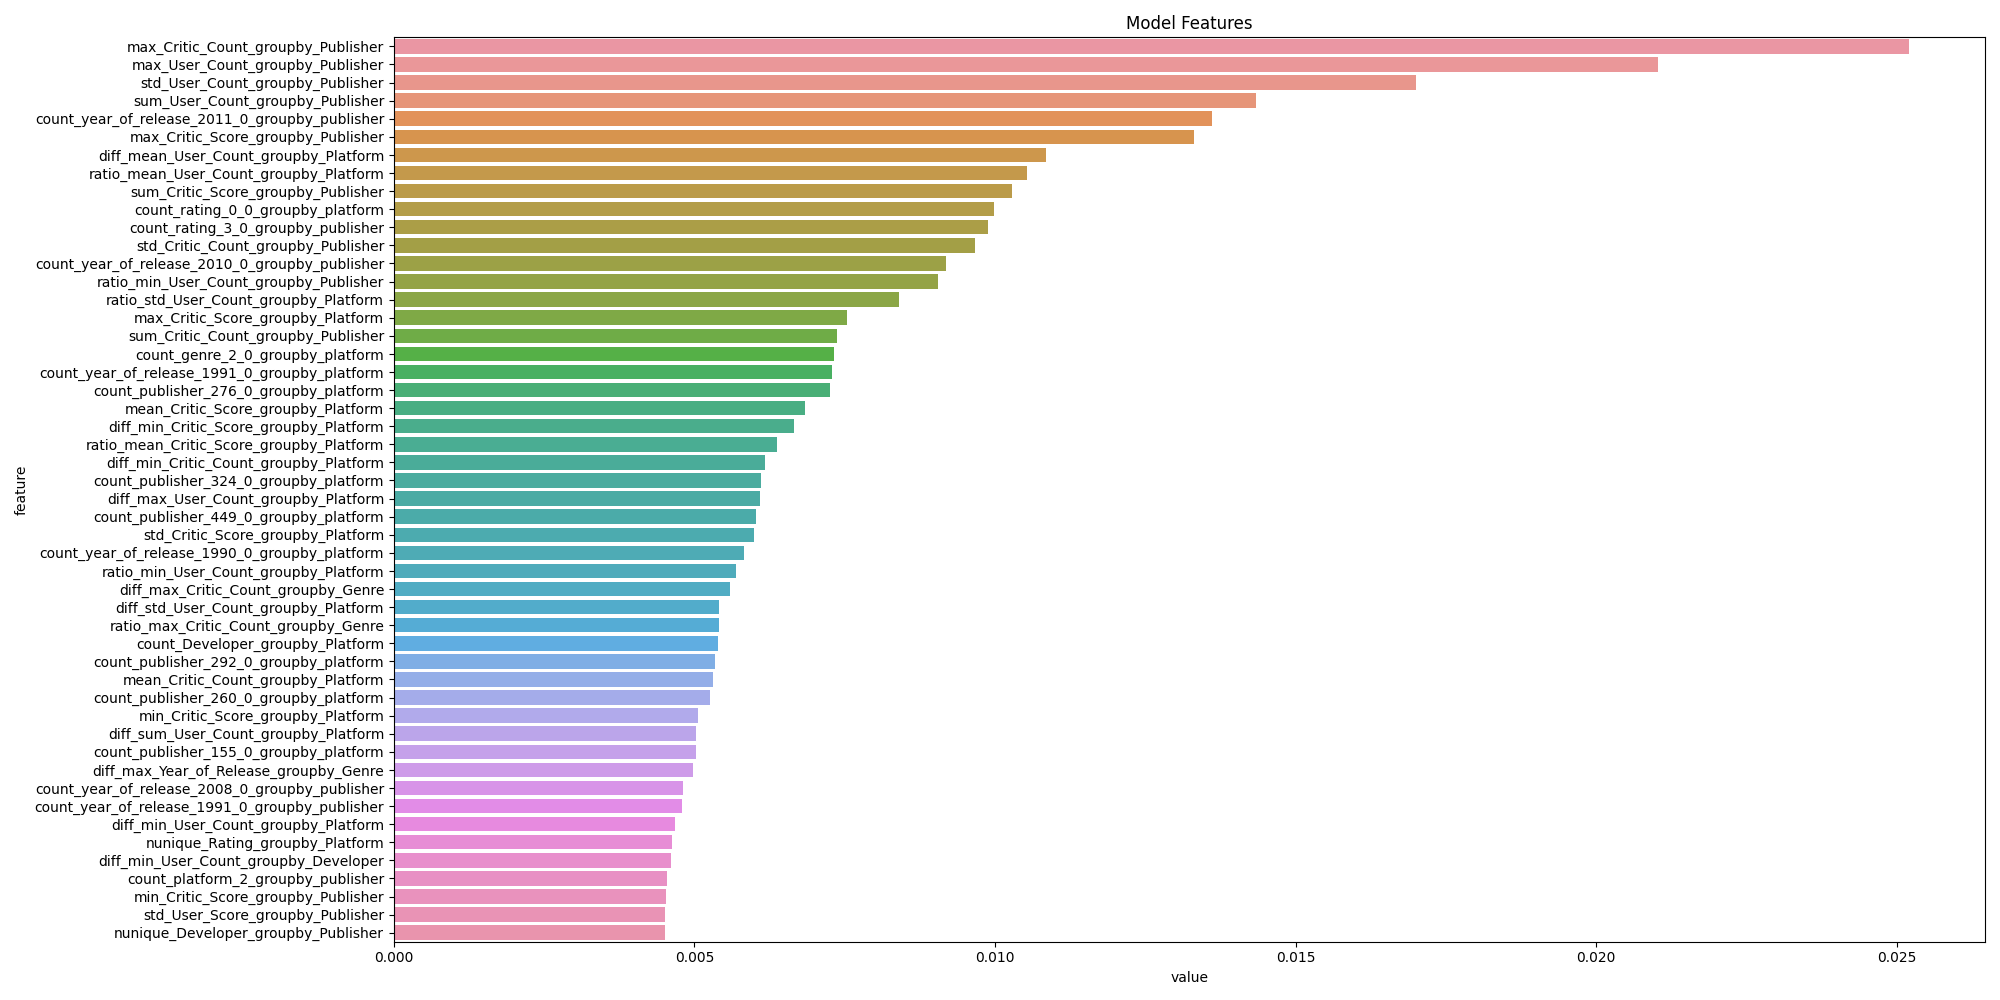 Model Features
max_Critic_Count_groupby_Publisher
max_User_Count_groupby_Publisher
std_User_Count_groupby_Publisher
sum_User_Count_groupby_Publisher
count_year_of_release_2011_0_groupby_publisher
max_Critic_Score_groupby_Publisher
diff_mean_User_Count_groupby_Platform
ratio_mean_User_Count_groupby_Platform
sum_Critic_Score_groupby_Publisher
count_rating_0_0_groupby_platform
count_rating_3_0_groupby_publisher
std_Critic_Count_groupby_Publisher
count_year_of_release_2010_0_groupby_publisher
ratio_min_User_Count_groupby_Publisher
ratio_std_User_Count_groupby_Platform
max_Critic_Score_groupby_Platform
sum_Critic_Count_groupby_Publisher
count_genre_2_0_groupby_platform
count_year_of_release_1991_0_groupby_platform
count_publisher_276_0_groupby_platform
mean_Critic_Score_groupby_Platform
diff_min_Critic_Score_groupby_Platform
ratio_mean_Critic_Score_groupby_Platform
diff_min_Critic_Count_groupby_Platform
count_publisher_324_0_groupby_platform
diff_max_User_Count_groupby_Platform
count_publisher_449_0_groupby_platform
std_Critic_Score_groupby_Platform
count_year_of_release_1990_0_groupby_platform
ratio_min_User_Count_groupby_Platform
diff_max_Critic_Count_groupby_Genre
diff_std_User_Count_groupby_Platform
ratio_max_Critic_Count_groupby_Genre
count_Developer_groupby_Platform
count_publisher_292_0_groupby_platform
mean_Critic_Count_groupby_Platform
count_publisher_260_0_groupby_platform
min_Critic_Score_groupby_Platform
diff_sum_User_Count_groupby_Platform
count_publisher_155_0_groupby_platform
diff_max_Year_of_Release_groupby_Genre
count_year_of_release_2008_0_groupby_publisher
count_year_of_release_1991_0_groupby_publisher
diff_min_User_Count_groupby_Platform
nunique_Rating_groupby_Platform
diff_min_User_Count_groupby_Developer
count_platform_2_groupby_publisher
min_Critic_Score_groupby_Publisher
std_User_Score_groupby_Publisher
nunique_Developer_groupby_Publisher
feature
0.000 0.005 0.010 0.015 0.020 0.025
value